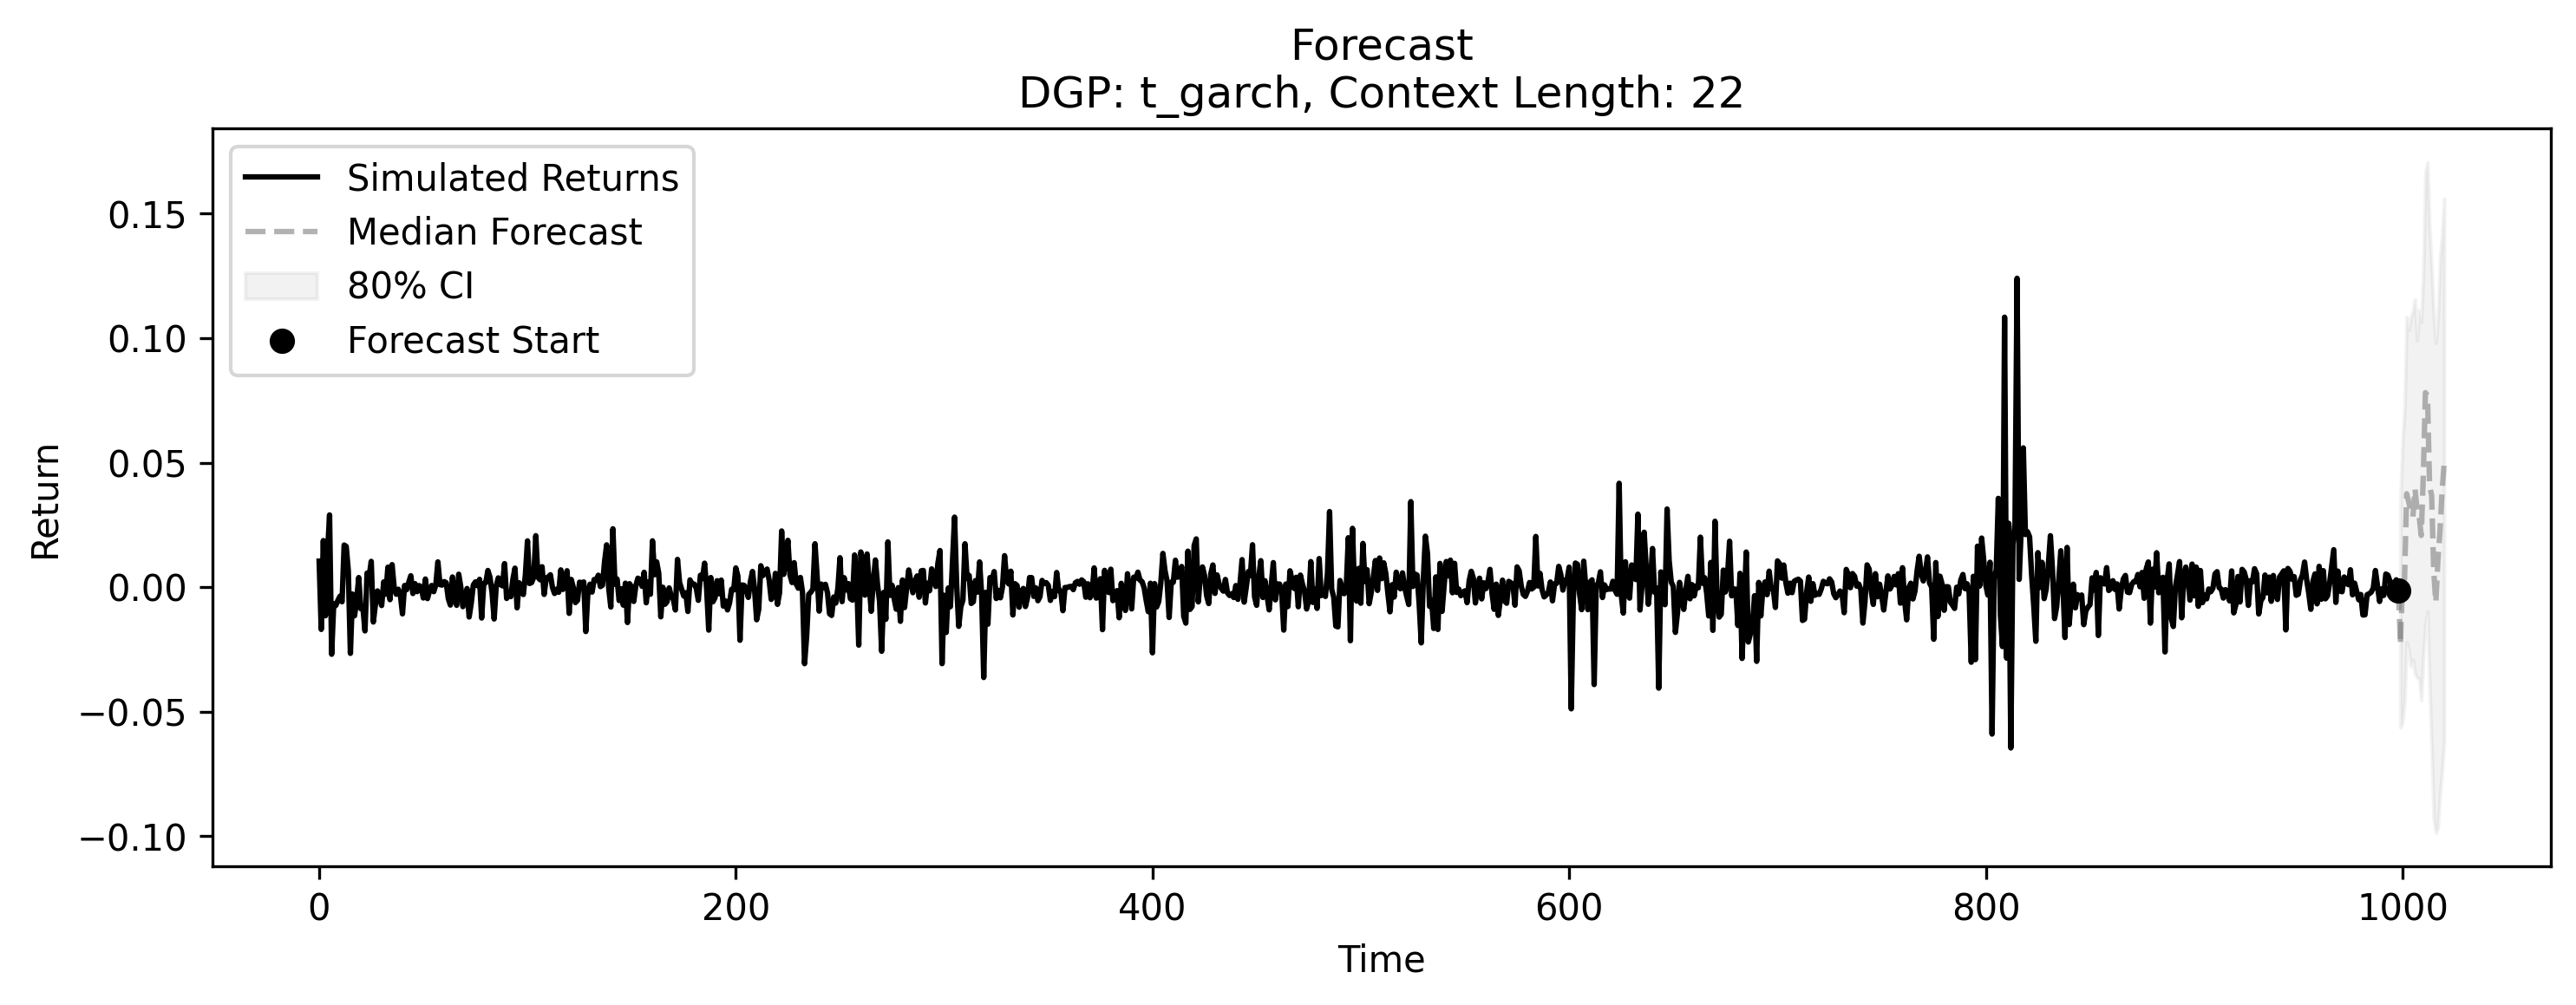 Forecast
DGP: t_garch, Context Length: 22
Simulated Returns
Median Forecast
80% CI
Forecast Start
Return
0.15
0.10
0.05
0.00
−0.05
−0.10
0
200
400
600
800
1000
Time